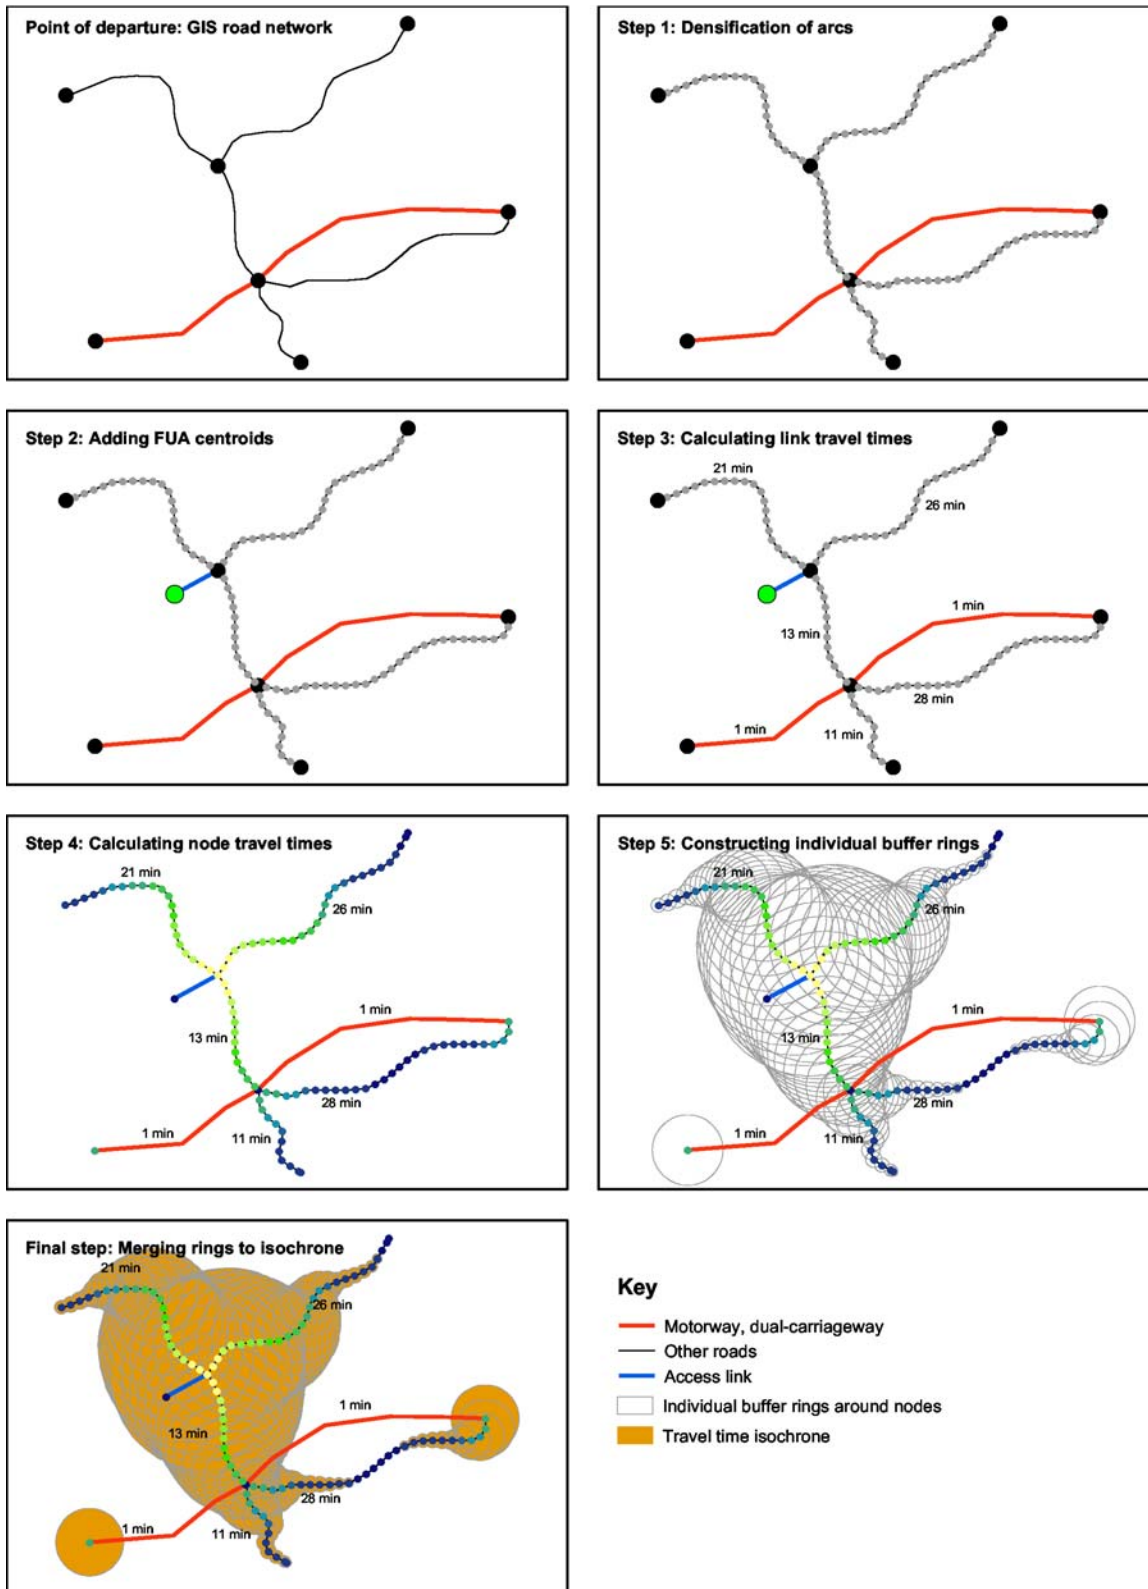 Point of departure: GIS road network
Step 1: Densification of arcs
Step 2: Adding FUA centroids
Step 3: Calculating link travel times
21 min
26 min
1 min
13 min
28 min
1 min
11 min
Step 4: Calculating node travel times
21 min
26 min
1 min
13 min
28 min
1 min
11 min
Step 5: Constructing individual buffer rings
21 min
26 min
1 min
13 min
28 min
1 min
11 min
Final step: Merging rings to isochrone
21 min
26 min
1 min
13 min
28 min
1 min
11 min
Key
Motorway, dual-carriageway
Other roads
Access link
Individual buffer rings around nodes
Travel time isochrone